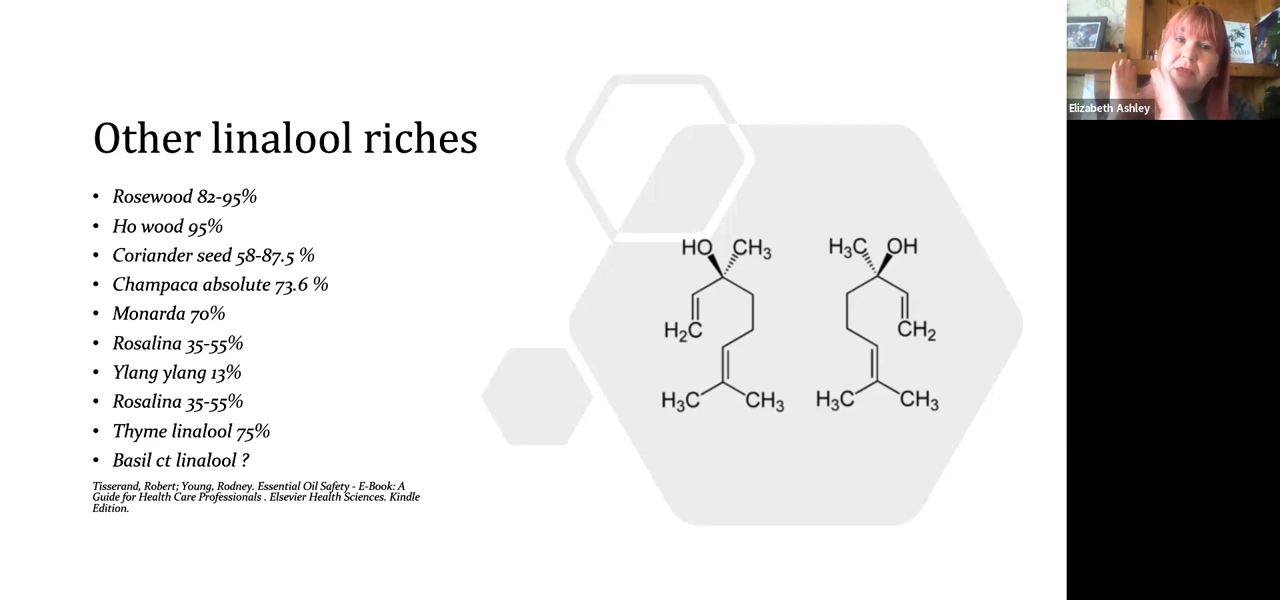 Other linalool riches
• Rosewood 82-95%
• Ho wood 95%
• Coriander seed 58-87.5 %
• Champaca absolute 73.6 %
• Monarda 70%
• Rosalina 35-55%
• Ylang ylang 13%
• Rosalina 35-55%
• Thyme linalool 75%
• Basil ct linalool ?
Tisserand, Robert; Young, Rodney. Essential Oil Safety - E-Book: A
Guide for Health Care Professionals . Elsevier Health Sciences. Kindle
Edition.
HO CH₃
H₂C
H₃C CH₃
H₃C OH
CH₂
H₃C CH₃
Elizabeth Ashley